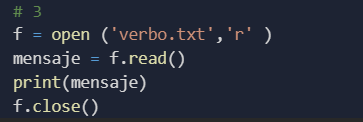 # 3
f = open ('verbo.txt','r' )
mensaje = f.read()
print(mensaje)
f.close()